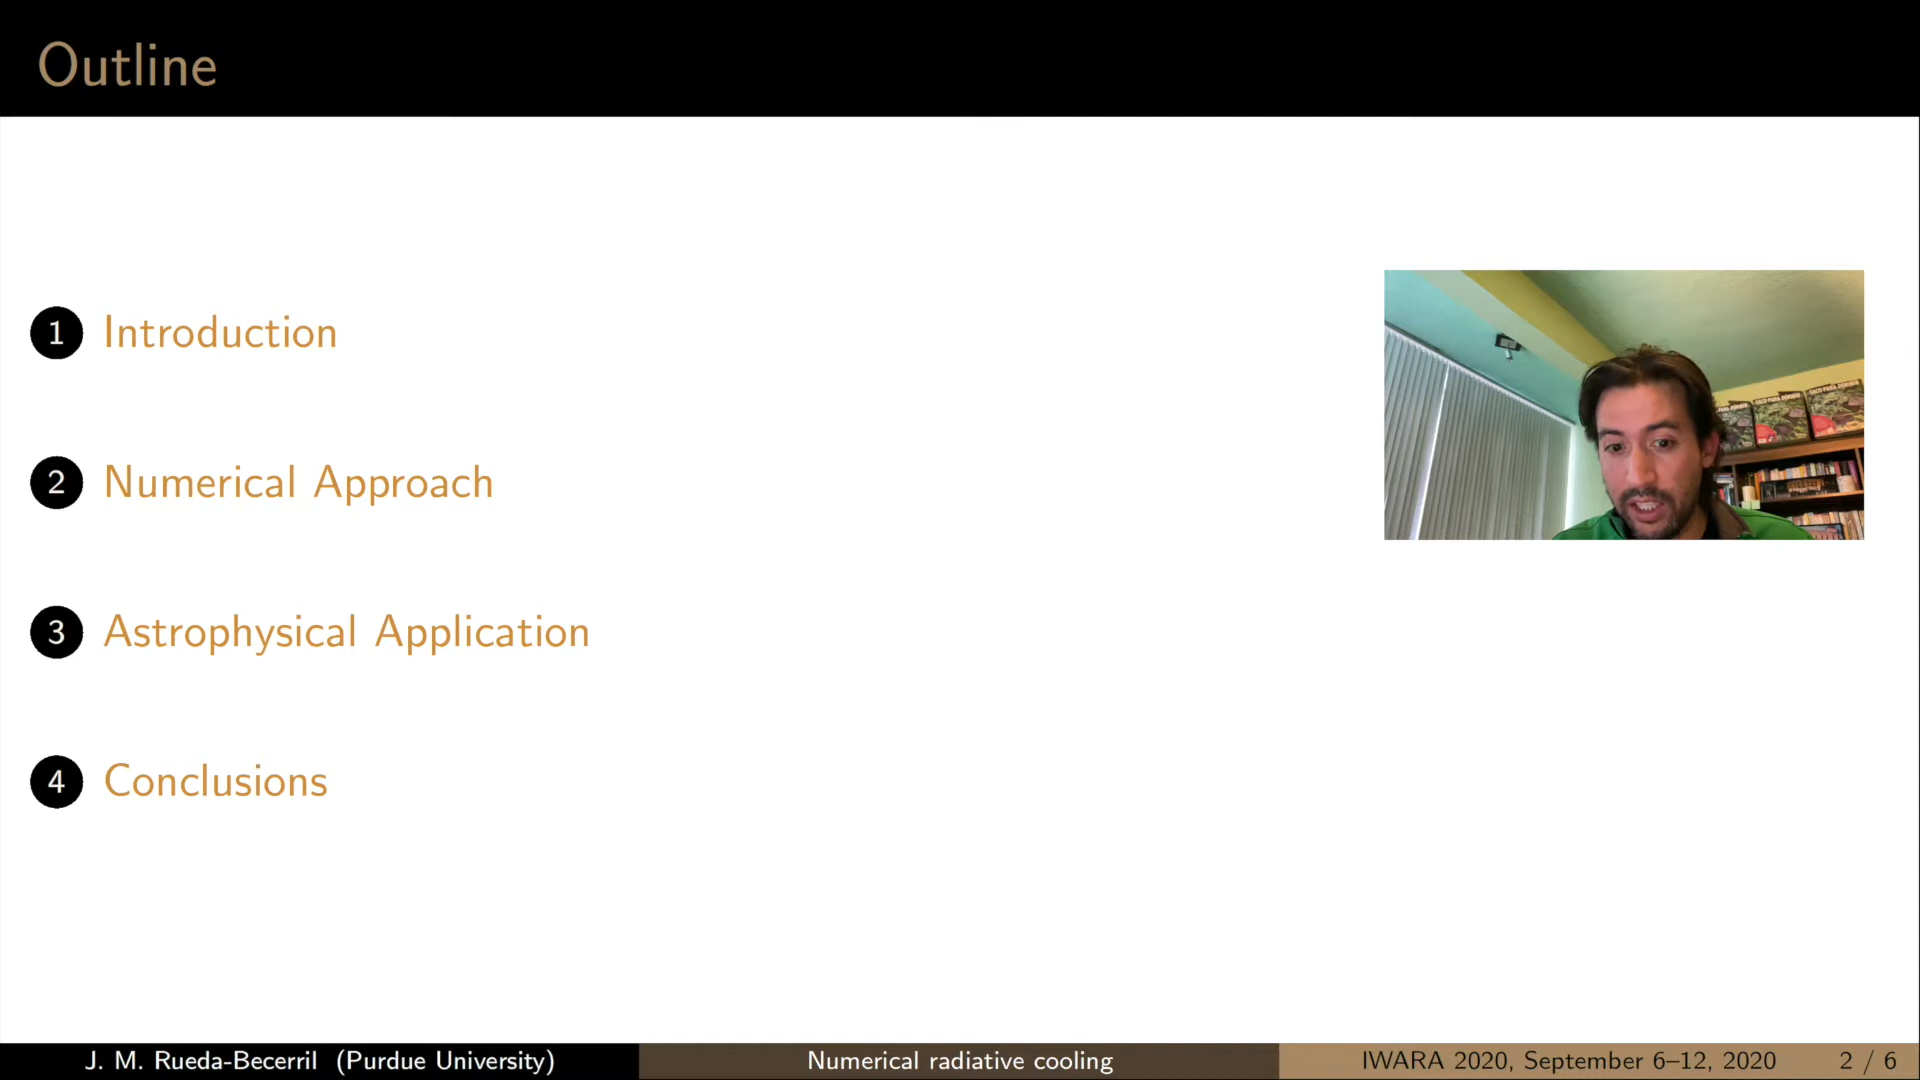 Outline
1 Introduction
2 Numerical Approach
3 Astrophysical Application
4 Conclusions
J. M. Rueda-Becerril (Purdue University)
Numerical radiative cooling
IWARA 2020, September 6–12, 2020
2 / 6